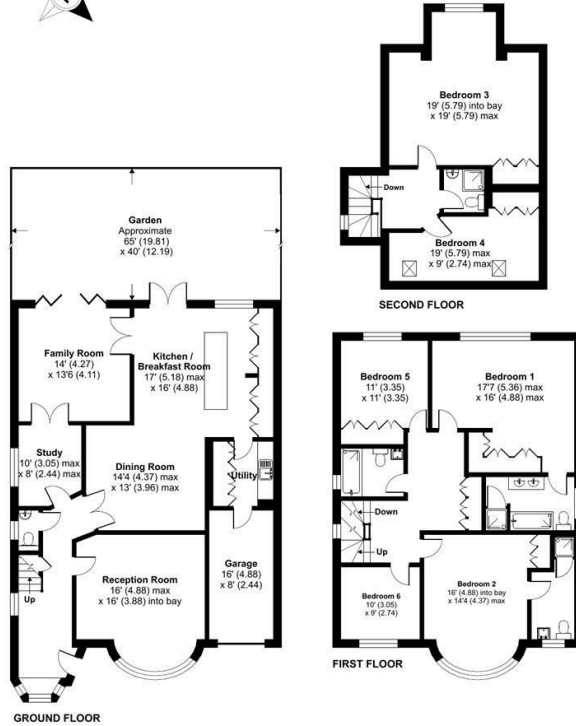 Bedroom 3
19' (5.79) into bay
x 19' (5.79) max
Down
Bedroom 4
19' (5.79) max
x 9' (2.74) max
SECOND FLOOR
Garden
Approximate
65' (19.81)
x 40' (12.19)
Family Room
14' (4.27)
x 13'6 (4.11)
Kitchen /
Breakfast Room
17' (5.18) max
x 16' (4.88)
Study
10' (3.05) max
x 8' (2.44) max
Dining Room
14'4 (4.37) max
x 13' (3.96) max
Utility
Up
Reception Room
16' (4.88) max
x 16' (3.88) into bay
Garage
16' (4.88)
x 8' (2.44)
GROUND FLOOR
Bedroom 5
11' (3.35)
x 11' (3.35)
Bedroom 1
17'7 (5.36) max
x 16' (4.88) max
Down
Up
Bedroom 6
10' (3.05)
x 9' (2.74)
Bedroom 2
16' (4.88) into bay
x 14'4 (4.37) max
FIRST FLOOR